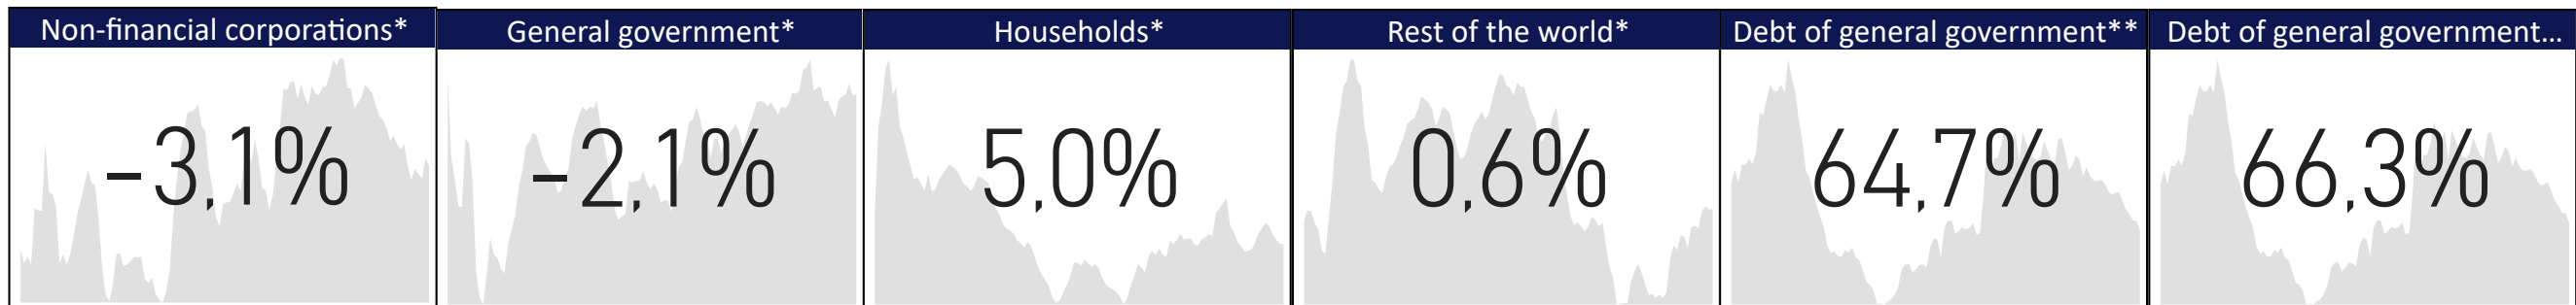 Non-financial corporations*
-3,1%
General government*
-2,1%
Households*
5,0%
Rest of the world*
0,6%
Debt of general government**
64,7%
Debt of general government...
66,3%